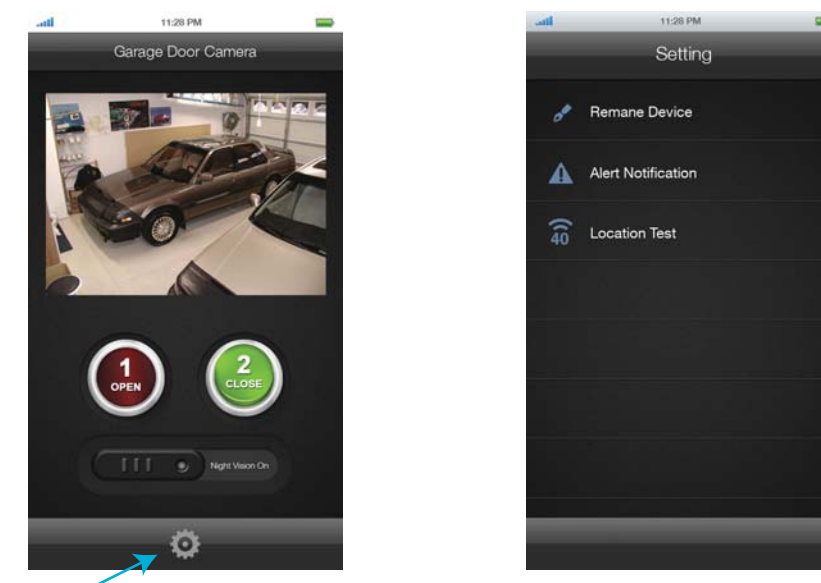 11:28 PM
Garage Door Camera
1
OPEN
2
CLOSE
Night Vision On
11:28 PM
Setting
Remane Device
Alert Notification
40
Location Test